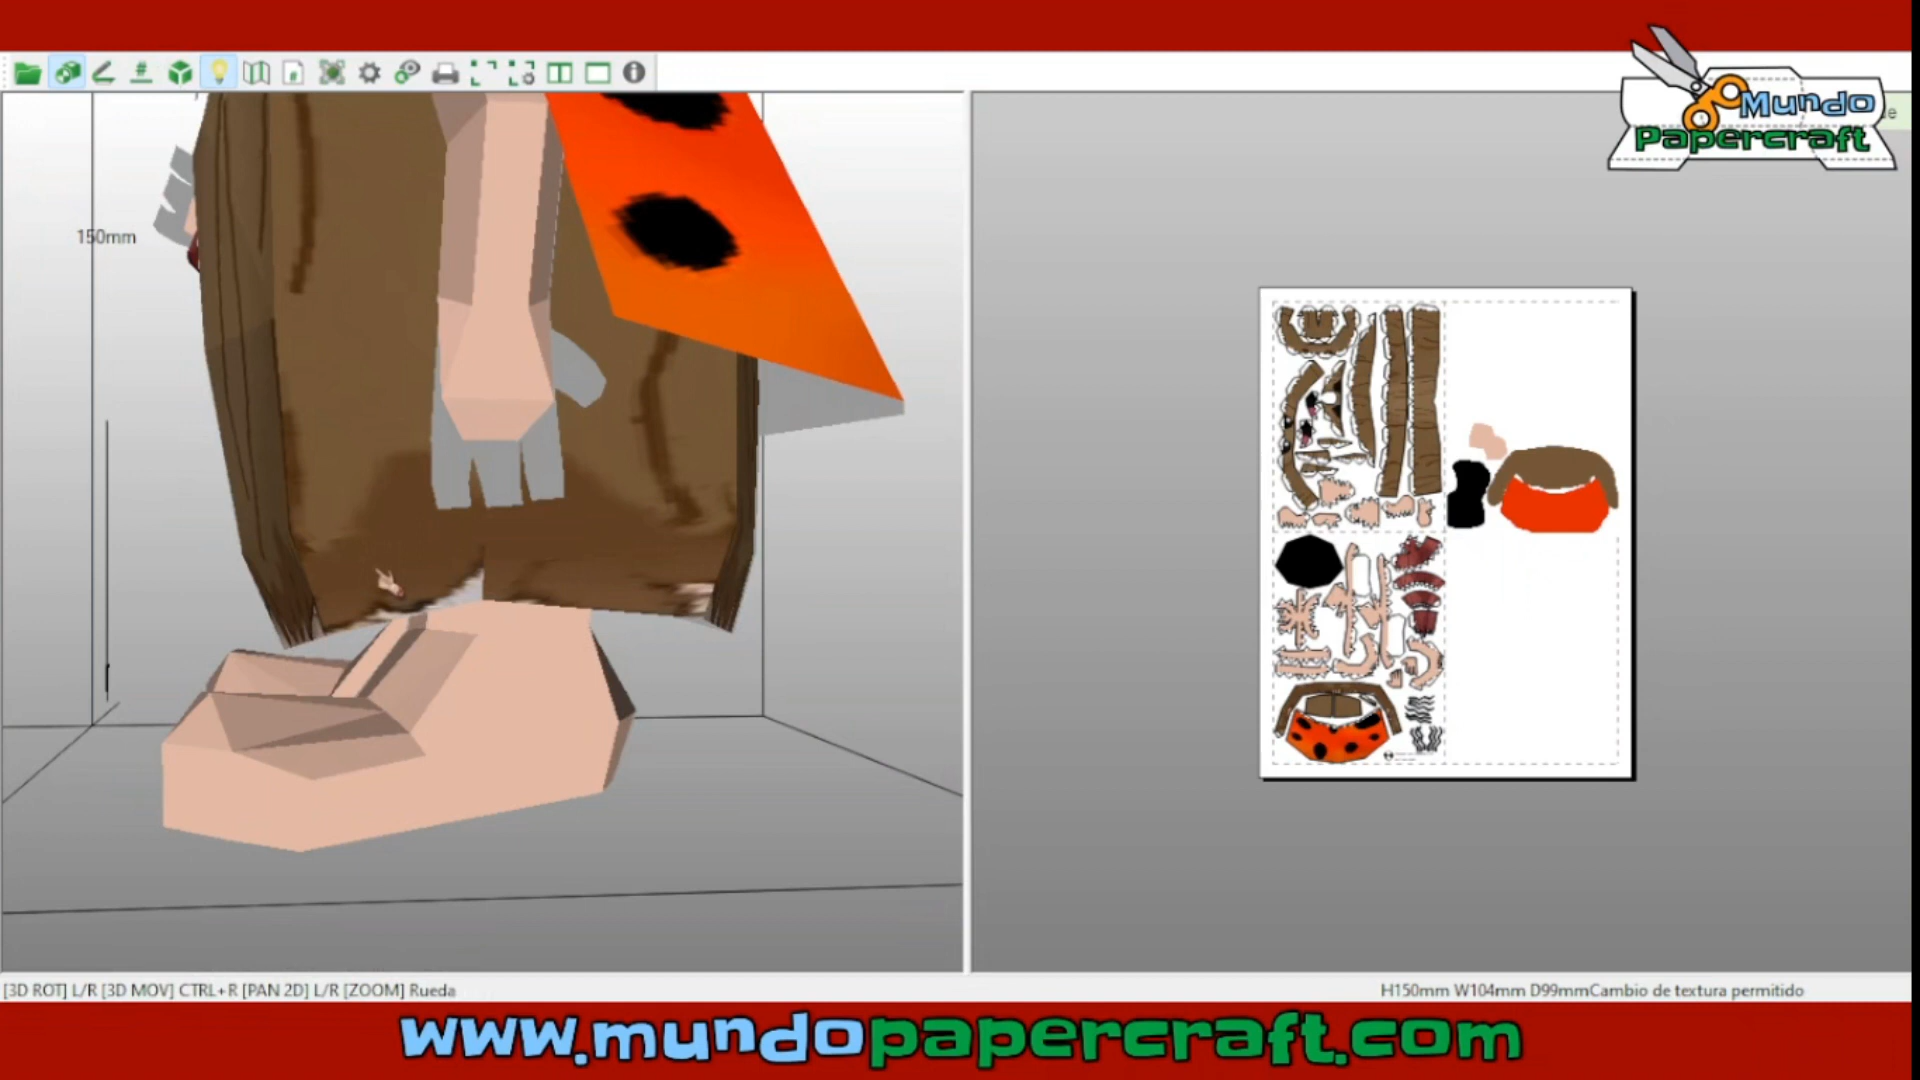 Mundo
Papercraft
150mm
[3D ROT] L/R [3D MOV] CTRL+R [PAN 2D] L/R [ZOOM] Rueda
H150mm W104mm D99mmCambio de textura permitido
www.mundopapercraft.com